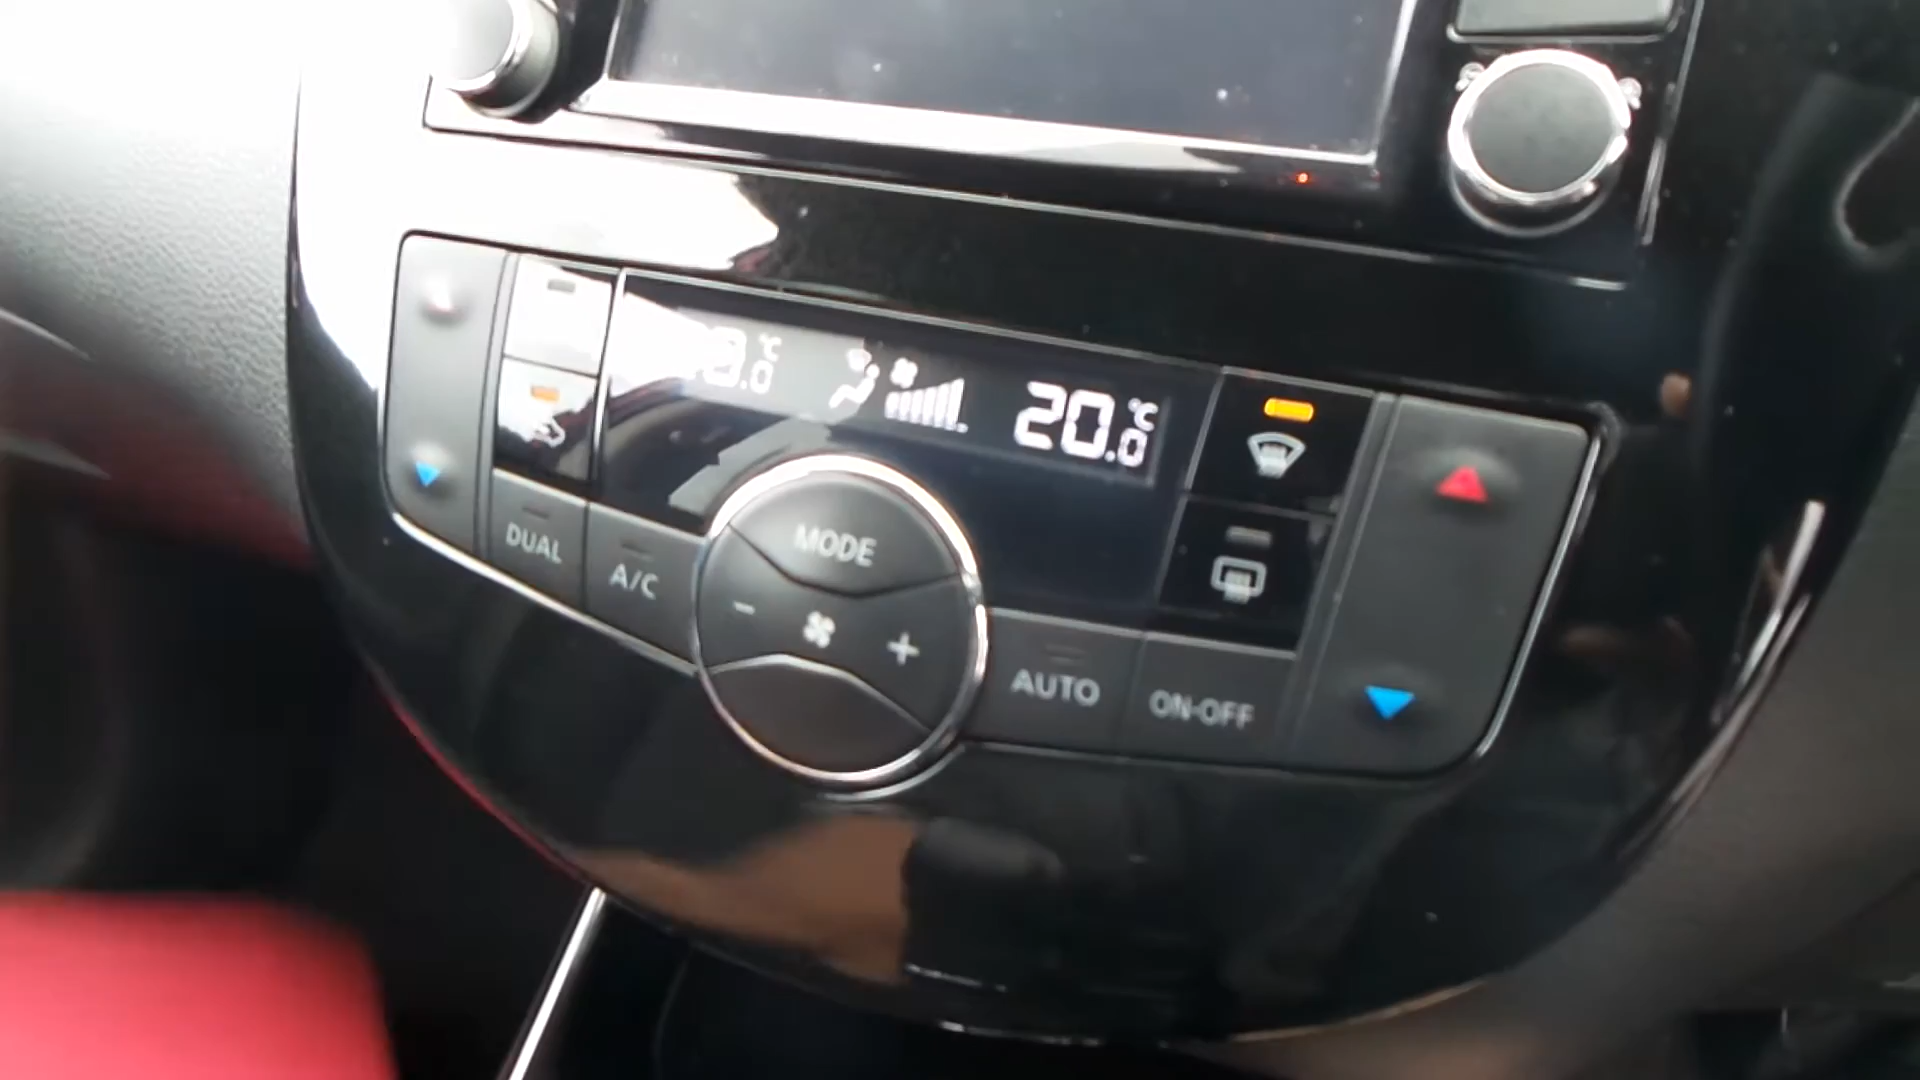 20.0 °C
MODE
DUAL
A/C
- +
AUTO
ON-OFF